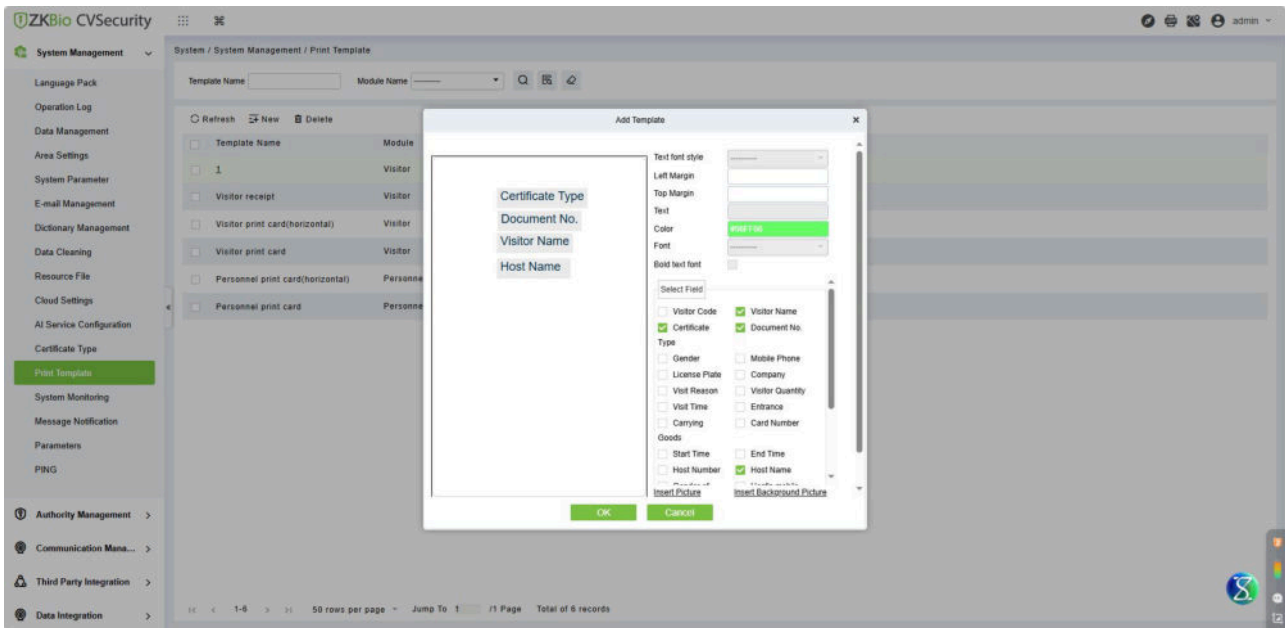 ZKBio CVSecurity
admin
System Management
System / System Management / Print Template
Language Pack
Operation Log
Data Management
Area Settings
System Parameter
E-mail Management
Dictionary Management
Data Cleaning
Resource File
Cloud Settings
AI Service Configuration
Certificate Type
Print Template
System Monitoring
Message Notification
Parameters
PING
Authority Management
Communication Mana...
Third Party Integration
Data Integration
Template Name
Module Name ---------
Refresh New Delete
Template Name Module
1 Visitor
Visitor receipt Visitor
Visitor print card(horizontal) Visitor
Visitor print card Visitor
Personnel print card(horizontal) Personne
Personnel print card Personne
1-6 50 rows per page Jump To 1 /1 Page Total of 6 records
Add Template
Certificate Type
Document No.
Visitor Name
Host Name
Text font style ---------
Left Margin
Top Margin
Text
Color
Font ---------
Bold text font
Select Field
Visitor Code Visitor Name
Certificate Type Document No.
Gender Mobile Phone
License Plate Company
Visit Reason Visitor Quantity
Visit Time Entrance
Carrying Goods Card Number
Start Time End Time
Host Number Host Name
Insert Picture Insert Background Picture
OK Cancel